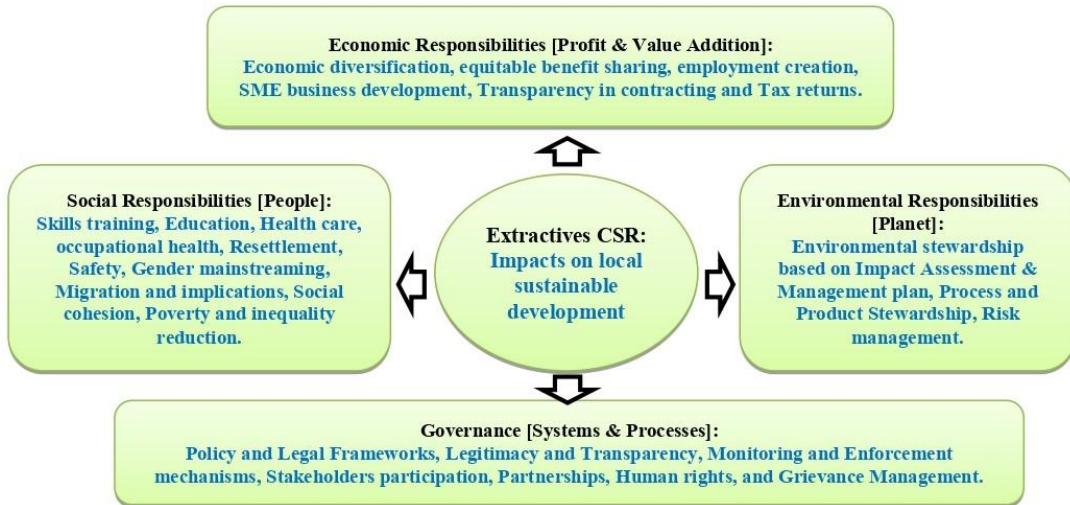 Economic Responsibilities [Profit & Value Addition]:
Economic diversification, equitable benefit sharing, employment creation,
SME business development, Transparency in contracting and Tax returns.
Social Responsibilities [People]:
Skills training, Education, Health care,
occupational health, Resettlement,
Safety, Gender mainstreaming,
Migration and implications, Social
cohesion, Poverty and inequality
reduction.
Extractives CSR:
Impacts on local
sustainable
development
Environmental Responsibilities
[Planet]:
Environmental stewardship
based on Impact Assessment &
Management plan, Process and
Product Stewardship, Risk
management.
Governance [Systems & Processes]:
Policy and Legal Frameworks, Legitimacy and Transparency, Monitoring and Enforcement
mechanisms, Stakeholders participation, Partnerships, Human rights, and Grievance Management.